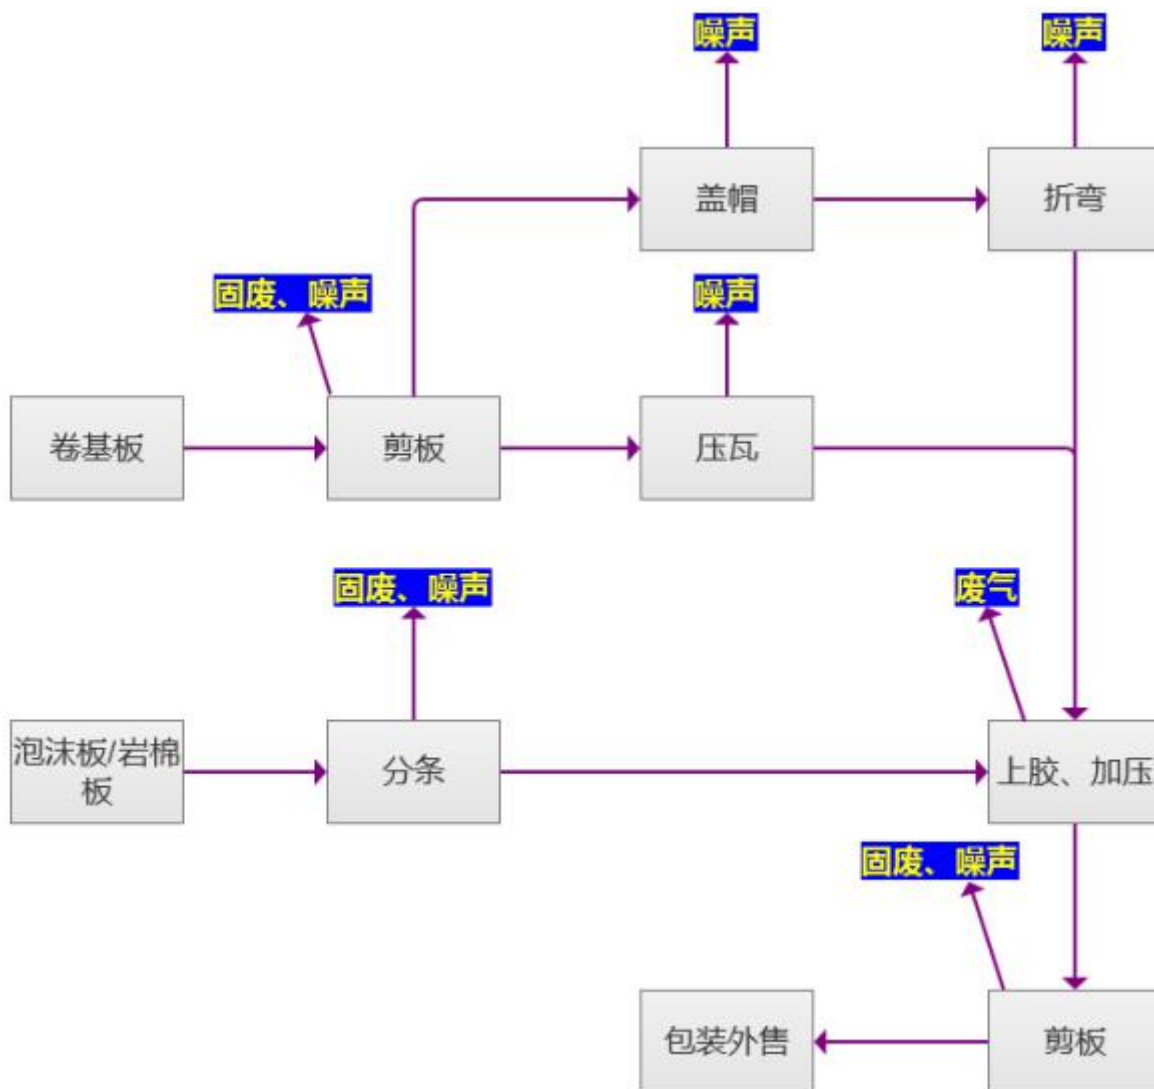 噪声
噪声
盖帽
折弯
固废、噪声
噪声
卷基板
剪板
压瓦
固废、噪声
废气
泡沫板/岩棉
板
分条
上胶、加压
固废、噪声
包装外售
剪板